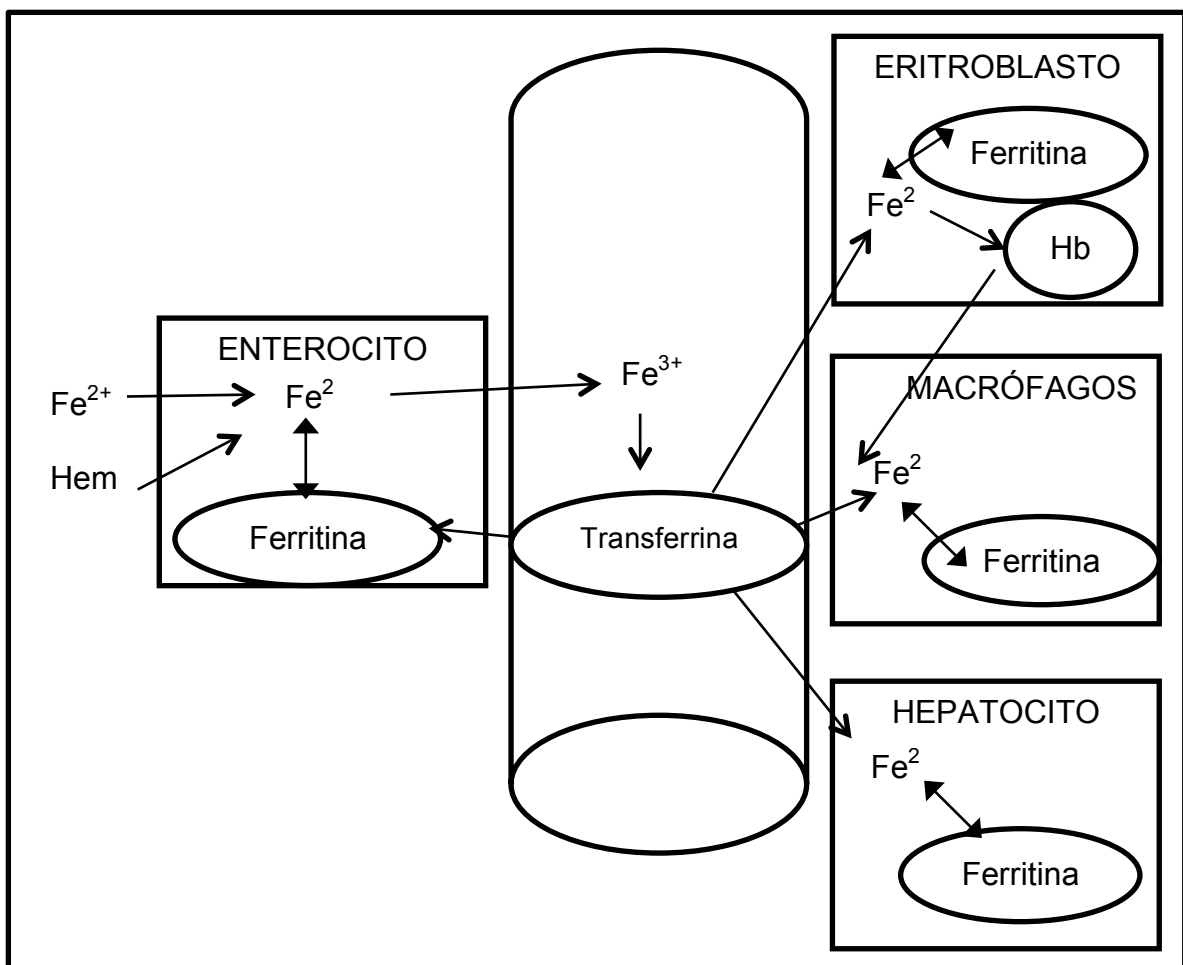 ERITROBLASTO
Ferritina
Fe²
Hb
ENTEROCITO
Fe²⁺
Fe²
Hem
Ferritina
Fe³⁺
Transferrina
MACRÓFAGOS
Fe²
Ferritina
HEPATOCITO
Fe²
Ferritina